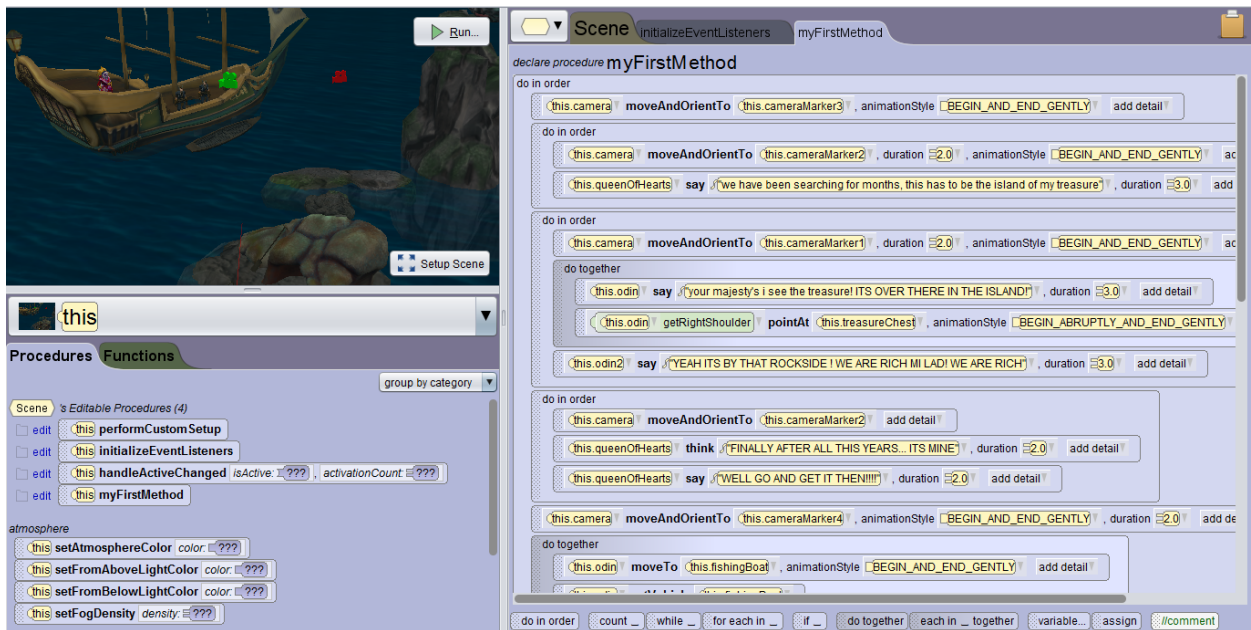 Run...
Setup Scene
this
Procedures Functions
group by category
Scene 's Editable Procedures (4)
edit this performCustomSetup
edit this initializeEventListeners
edit this handleActiveChanged isActive: ??? , activationCount: ???
edit this myFirstMethod
atmosphere
this setAtmosphereColor color: ???
this setFromAboveLightColor color: ???
this setFromBelowLightColor color: ???
this setFogDensity density: ???
Scene initializeEventListeners myFirstMethod
declare procedure myFirstMethod
do in order
this.camera moveAndOrientTo this.cameraMarker3 , animationStyle BEGIN_AND_END_GENTLY add detail
do in order
this.camera moveAndOrientTo this.cameraMarker2 , duration 2.0 , animationStyle BEGIN_AND_END_GENTLY ad
this.queenOfHearts say "we have been searching for months, this has to be the island of my treasure" , duration 3.0 add
do in order
this.camera moveAndOrientTo this.cameraMarker1 , duration 2.0 , animationStyle BEGIN_AND_END_GENTLY ad
do together
this.odin say "your majesty's i see the treasure! ITS OVER THERE IN THE ISLAND!" , duration 3.0 add detail
this.odin getRightShoulder pointAt this.treasureChest , animationStyle BEGIN_ABRUPTLY_AND_END_GENTLY
this.odin2 say "YEAH ITS BY THAT ROCKSIDE ! WE ARE RICH MI LAD! WE ARE RICH" , duration 3.0 add detail
do in order
this.camera moveAndOrientTo this.cameraMarker2 add detail
this.queenOfHearts think "FINALLY AFTER ALL THIS YEARS... ITS MINE" , duration 2.0 add detail
this.queenOfHearts say "WELL GO AND GET IT THEN!!!!" , duration 2.0 add detail
this.camera moveAndOrientTo this.cameraMarker4 , animationStyle BEGIN_AND_END_GENTLY , duration 2.0 add de
do together
this.odin moveTo this.fishingBoat , animationStyle BEGIN_AND_END_GENTLY add detail
do in order count _ while _ for each in _ if _ do together each in _ together variable... assign //comment